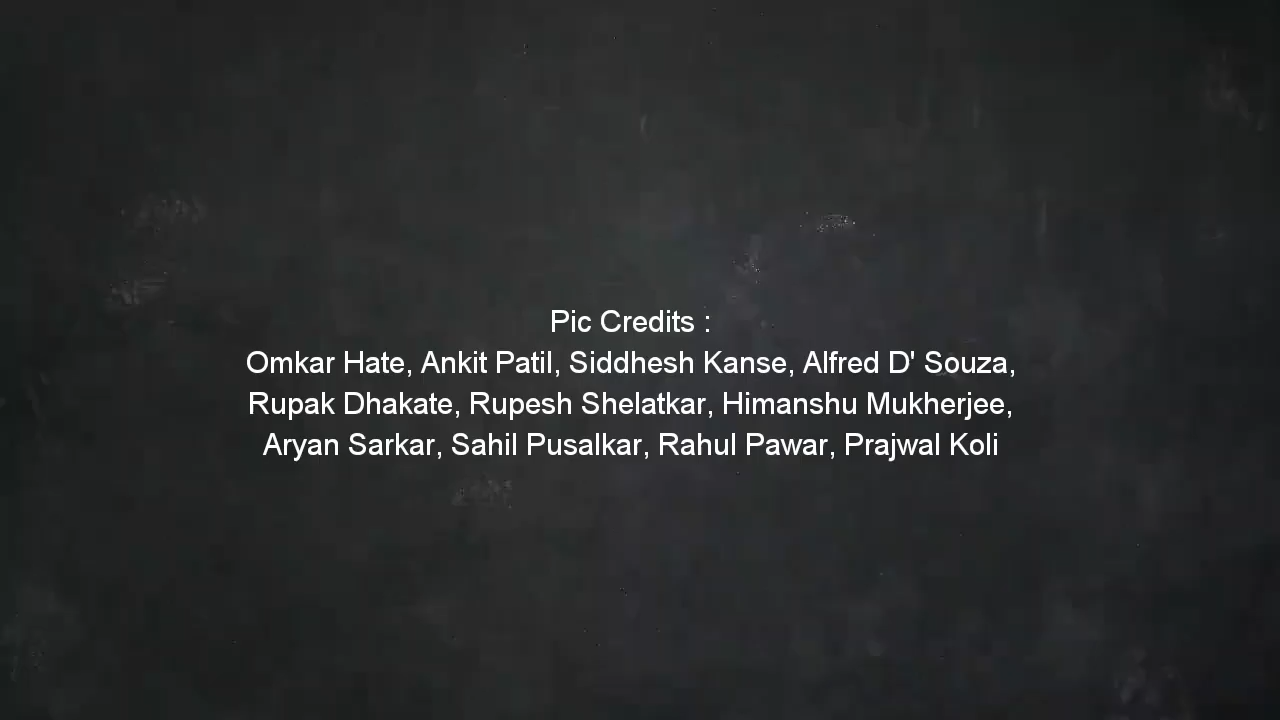 Pic Credits :
Omkar Hate, Ankit Patil, Siddhesh Kanse, Alfred D' Souza,
Rupak Dhakate, Rupesh Shelatkar, Himanshu Mukherjee,
Aryan Sarkar, Sahil Pusalkar, Rahul Pawar, Prajwal Koli